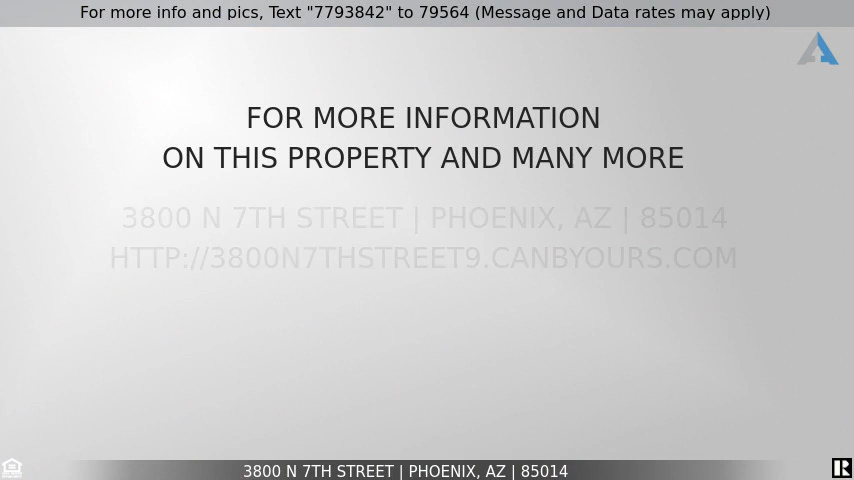 For more info and pics, Text "7793842" to 79564 (Message and Data rates may apply)
FOR MORE INFORMATION
ON THIS PROPERTY AND MANY MORE
3800 N 7TH STREET | PHOENIX, AZ | 85014
HTTP://3800N7THSTREET9.CANBYOURS.COM
3800 N 7TH STREET | PHOENIX, AZ | 85014